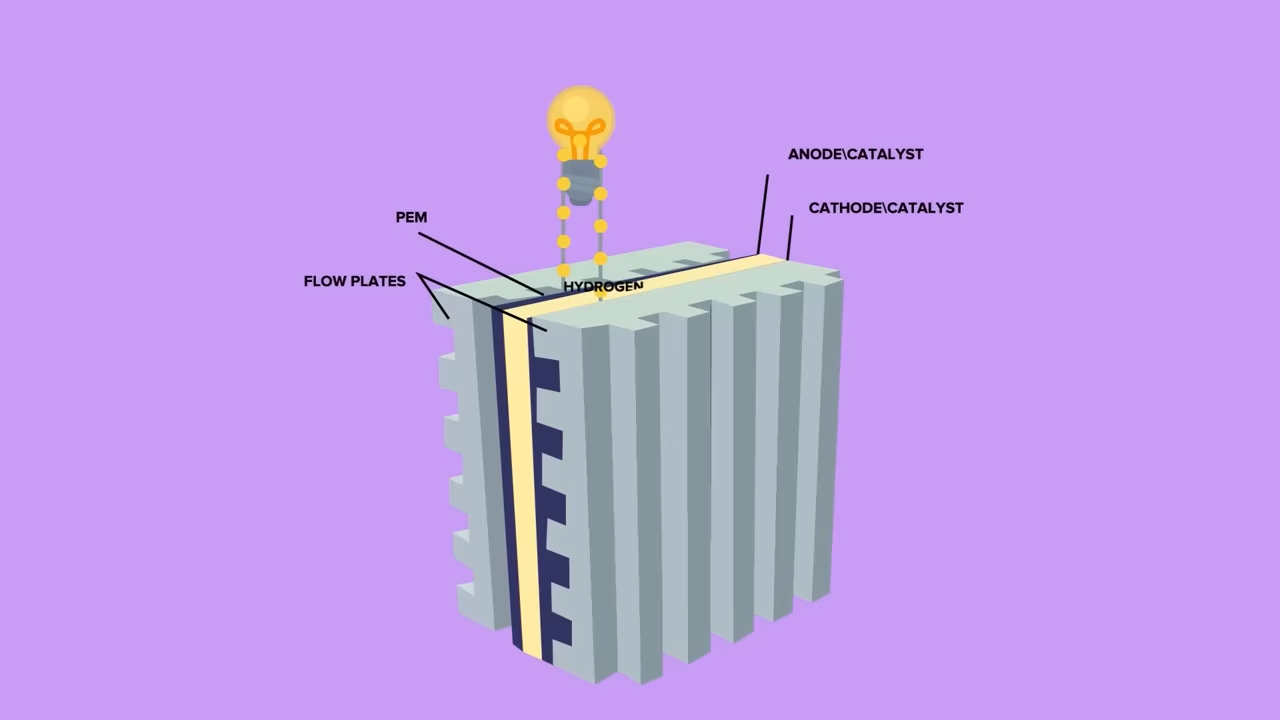 ANODE\CATALYST
CATHODE\CATALYST
PEM
FLOW PLATES
HYDROGEN